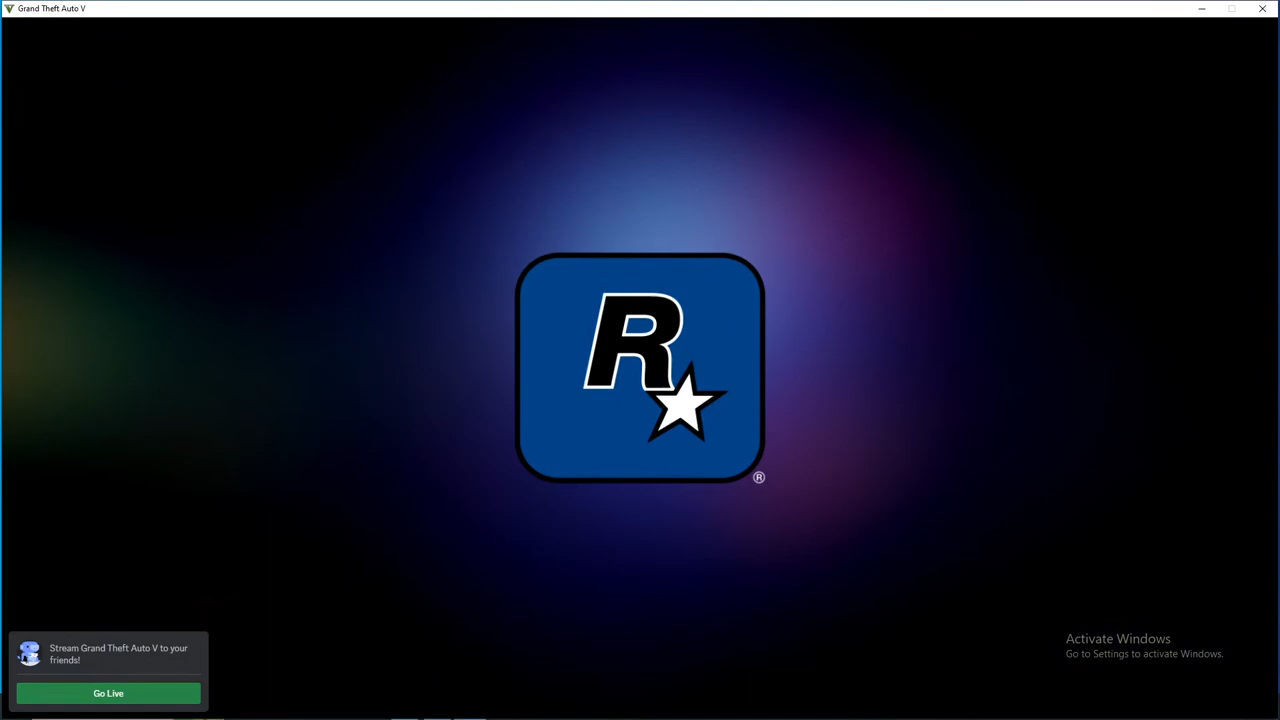 Grand Theft Auto V
R
®
Activate Windows
Go to Settings to activate Windows.
Stream Grand Theft Auto V to your
friends!
Go Live